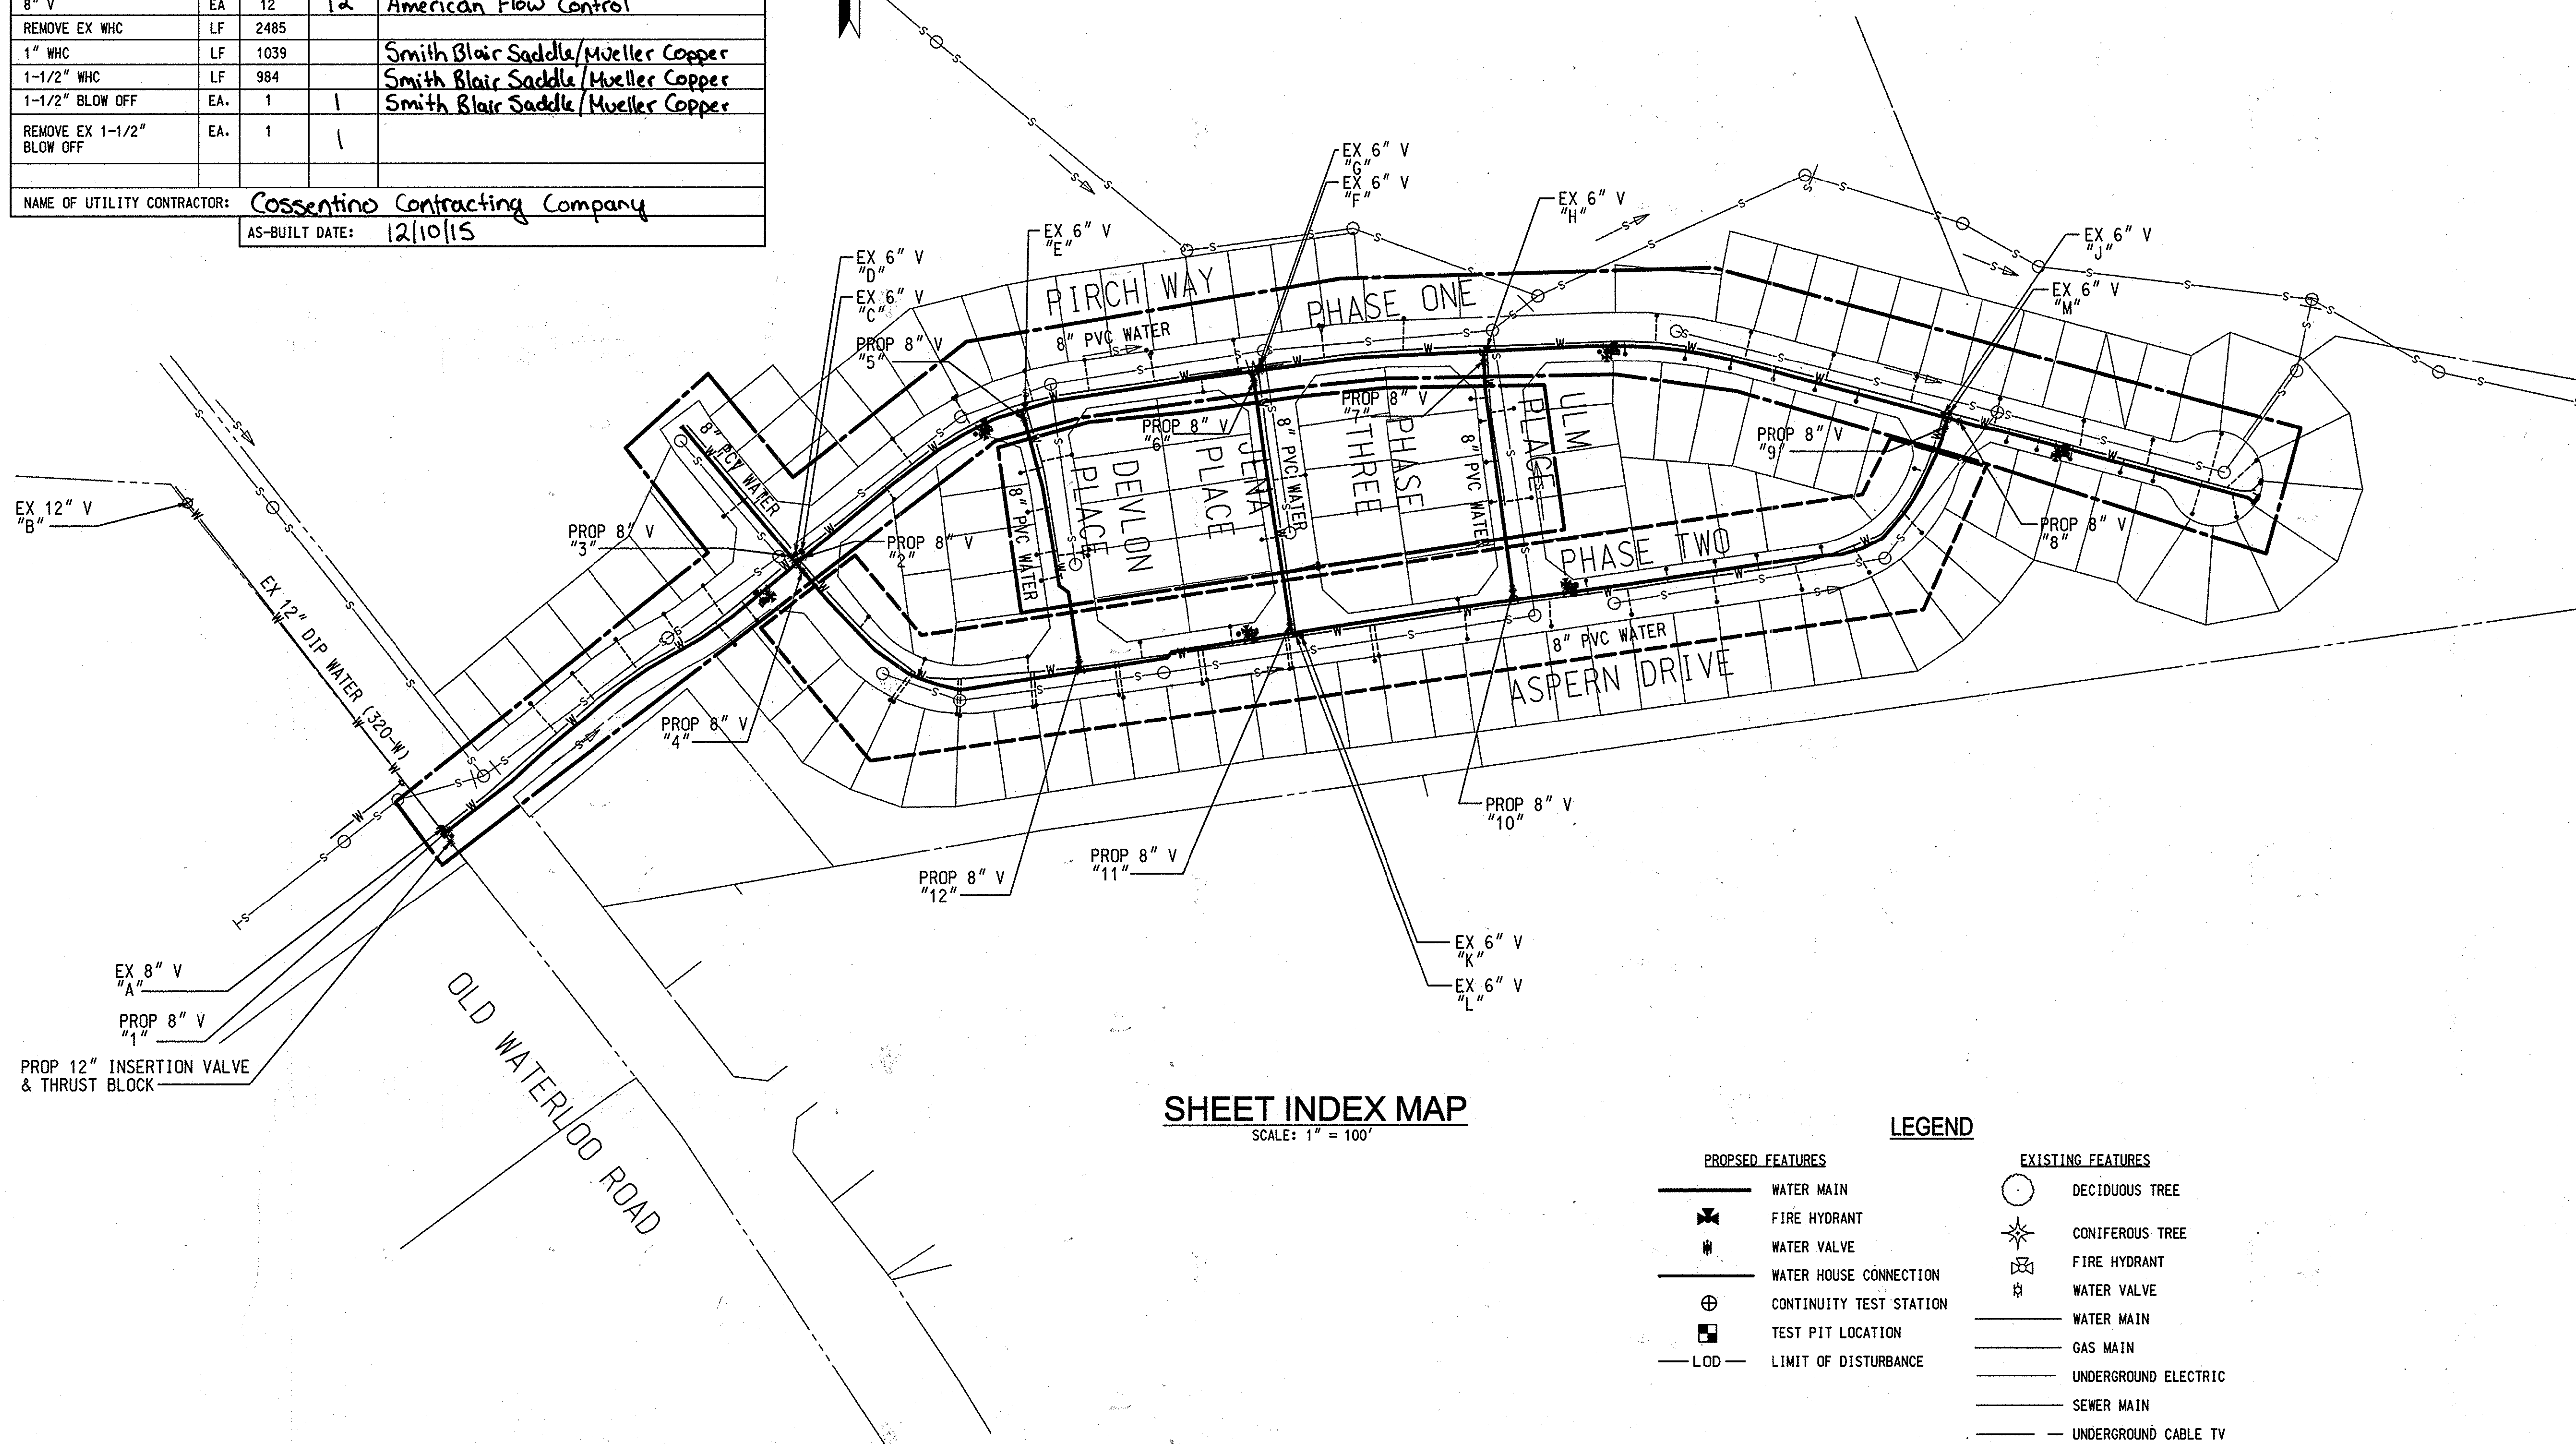 8" V EA 12 12 American Flow Control
REMOVE EX WHC LF 2485
1" WHC LF 1039 Smith Blair Saddle/Mueller Copper
1-1/2" WHC LF 984 Smith Blair Saddle/Mueller Copper
1-1/2" BLOW OFF EA. 1 1 Smith Blair Saddle/Mueller Copper
REMOVE EX 1-1/2" EA. 1 1
BLOW OFF
NAME OF UTILITY CONTRACTOR: Cossentino Contracting Company
AS-BUILT DATE: 12/10/15
EX 6" V
"G"
EX 6" V
"F"
EX 6" V
"H"
EX 6" V
"E"
EX 6" V
"J"
EX 6" V
"D"
EX 6" V
"C"
EX 6" V
"M"
PIRCH WAY
PHASE ONE
8" PVC WATER
PROP 8" V
"5"
PROP 8" V
"7"
PROP 8" V
"6"
PROP 8" V
"9"
8" PCV WATER
8" PVC WATER
DEVLON
PLACE
JENA
PLACE
8" PVC WATER
PHASE
THREE
8" PVC WATER
ULM
PLACE
EX 12" V
"B"
PROP 8" V
"3"
PROP 8" V
"2"
PROP 8" V
"8"
PHASE TWO
EX 12" DIP WATER (320-W)
8" PVC WATER
ASPERN DRIVE
PROP 8" V
"4"
PROP 8" V
"10"
PROP 8" V
"11"
PROP 8" V
"12"
EX 6" V
"K"
EX 6" V
"L"
EX 8" V
"A"
PROP 8" V
"1"
PROP 12" INSERTION VALVE
& THRUST BLOCK
OLD WATERLOO ROAD
SHEET INDEX MAP
SCALE: 1" = 100'
LEGEND
PROPSED FEATURES
WATER MAIN
FIRE HYDRANT
WATER VALVE
WATER HOUSE CONNECTION
CONTINUITY TEST STATION
TEST PIT LOCATION
LOD LIMIT OF DISTURBANCE
EXISTING FEATURES
DECIDUOUS TREE
CONIFEROUS TREE
FIRE HYDRANT
WATER VALVE
WATER MAIN
GAS MAIN
UNDERGROUND ELECTRIC
SEWER MAIN
UNDERGROUND CABLE TV